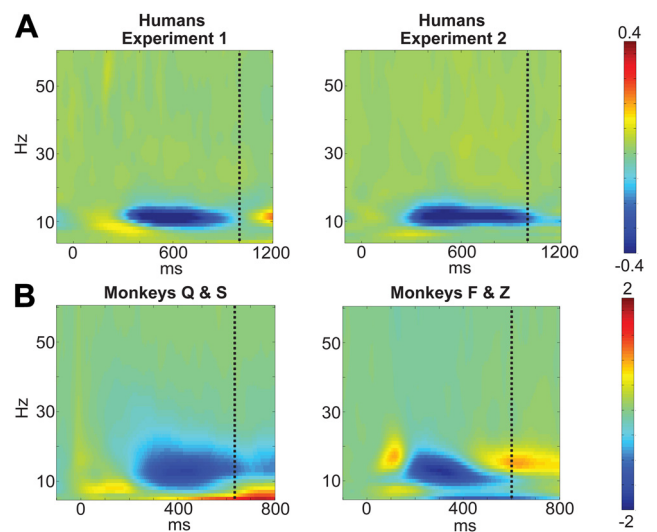 A
Humans
Experiment 1
Humans
Experiment 2
0.4
50
30
10
Hz
0 600 1200
ms
50
30
10
0 600 1200
ms
-0.4
B
Monkeys Q & S
Monkeys F & Z
2
50
30
10
Hz
0 400 800
ms
50
30
10
0 400 800
ms
-2